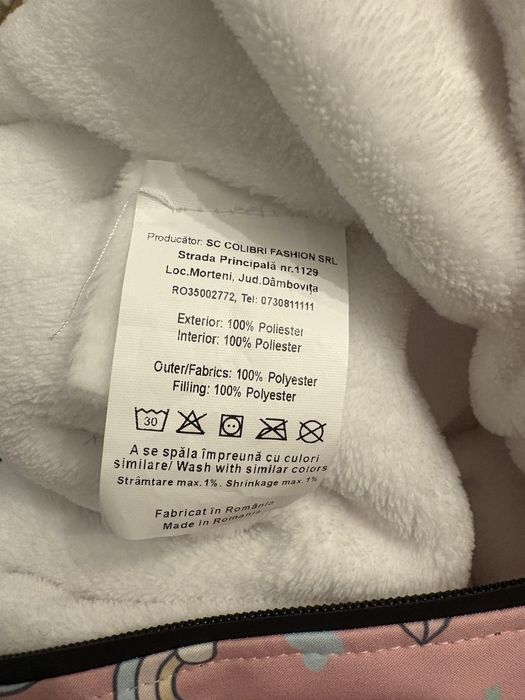 Producător: SC COLIBRI FASHION SRL
Strada Principală nr.1129
Loc.Morteni, Jud.Dâmbovița
RO35002772, Tel: 0730811111
Exterior: 100% Poliester
Interior: 100% Poliester
Outer/Fabrics: 100% Polyester
Filling: 100% Polyester
30
A se spăla împreună cu culori
similare/ Wash with similar colors
Strâmtare max.1%. Shrinkage max.1%
Fabricat în România
Made in Romania